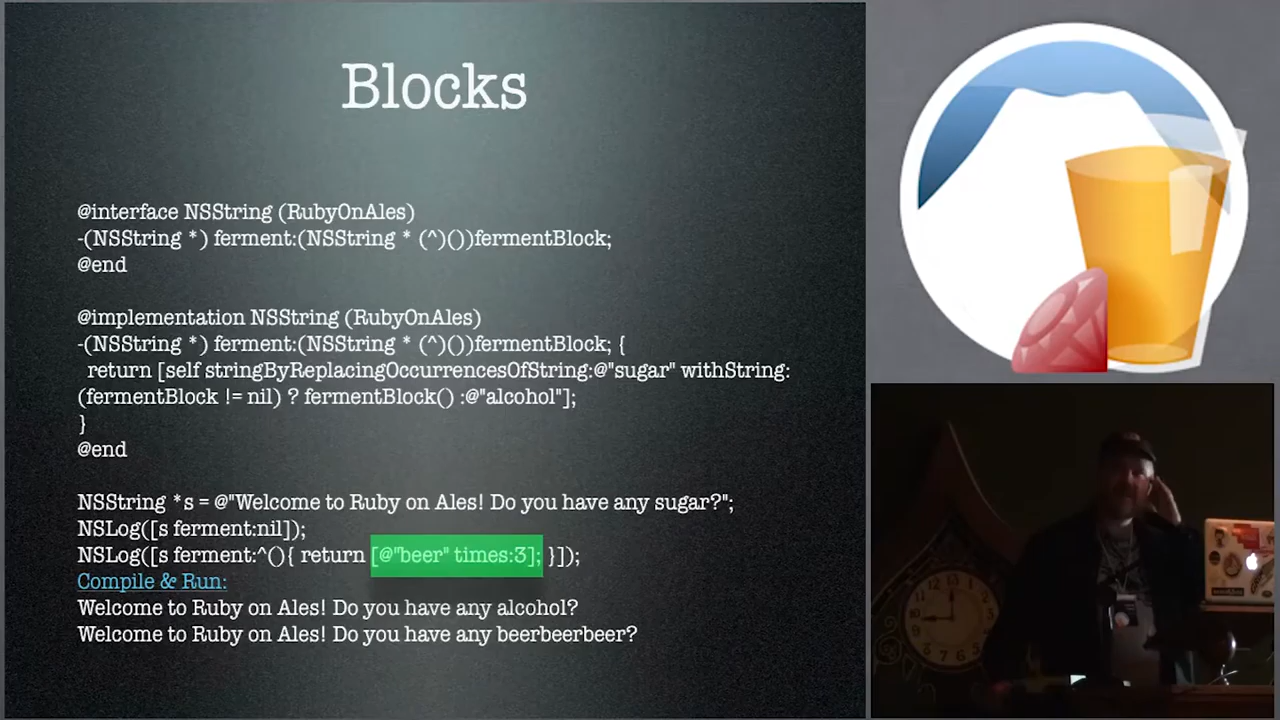 Blocks
@interface NSString (RubyOnAles)
-(NSString *) ferment:(NSString * (^)())fermentBlock;
@end
@implementation NSString (RubyOnAles)
-(NSString *) ferment:(NSString * (^)())fermentBlock; {
return [self stringByReplacingOccurrencesOfString:@"sugar" withString:
(fermentBlock != nil) ? fermentBlock() :@"alcohol"];
}
@end
NSString *s = @"Welcome to Ruby on Ales! Do you have any sugar?";
NSLog([s ferment:nil]);
NSLog([s ferment:^(){ return [@"beer" times:3]; }]);
Compile & Run:
Welcome to Ruby on Ales! Do you have any alcohol?
Welcome to Ruby on Ales! Do you have any beerbeerbeer?